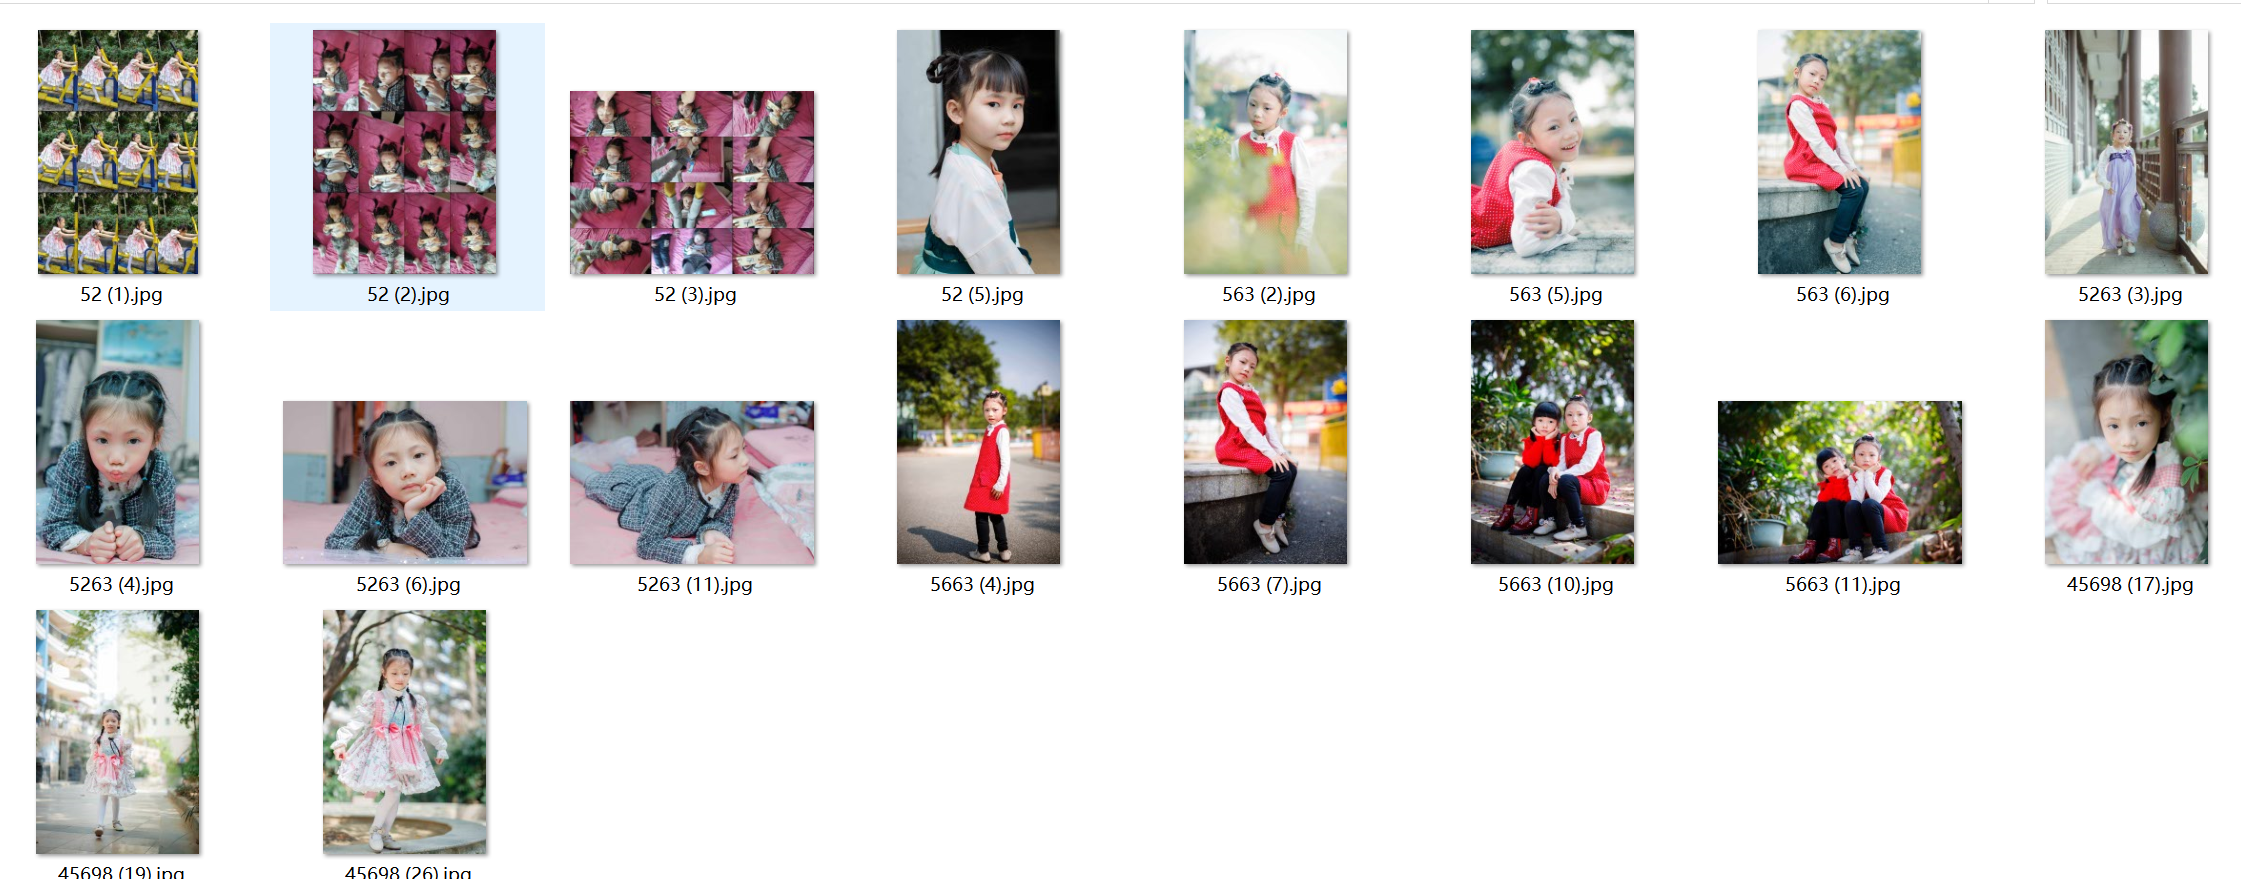 52 (1).jpg
52 (2).jpg
52 (3).jpg
52 (5).jpg
563 (2).jpg
563 (5).jpg
563 (6).jpg
5263 (3).jpg
5263 (4).jpg
5263 (6).jpg
5263 (11).jpg
5663 (4).jpg
5663 (7).jpg
5663 (10).jpg
5663 (11).jpg
45698 (17).jpg
45698 (19).jpg
45698 (26).jpg